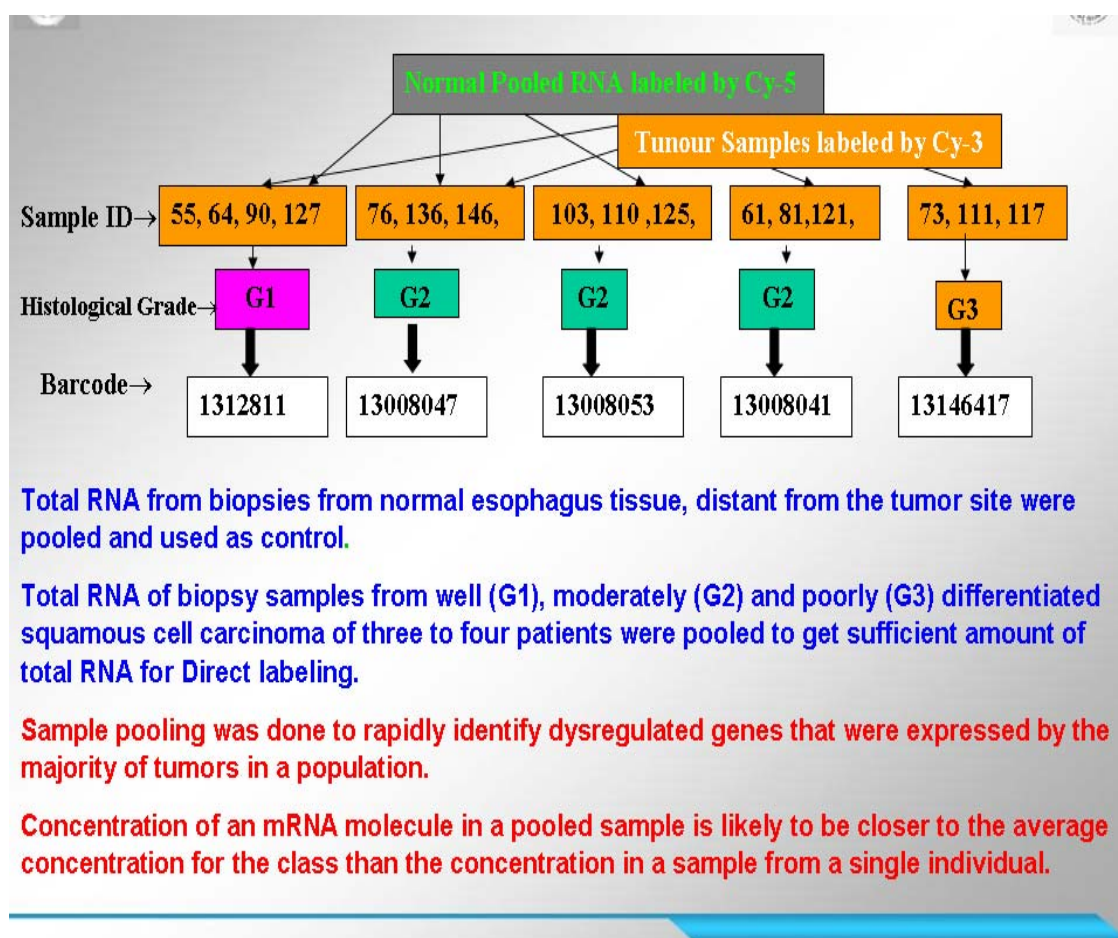 Normal Pooled RNA labeled by Cy-5
Tunour Samples labeled by Cy-3
Sample ID→ 55, 64, 90, 127 76, 136, 146, 103, 110 ,125, 61, 81,121, 73, 111, 117
Histological Grade→ G1 G2 G2 G2 G3
Barcode→ 1312811 13008047 13008053 13008041 13146417
Total RNA from biopsies from normal esophagus tissue, distant from the tumor site were
pooled and used as control.
Total RNA of biopsy samples from well (G1), moderately (G2) and poorly (G3) differentiated
squamous cell carcinoma of three to four patients were pooled to get sufficient amount of
total RNA for Direct labeling.
Sample pooling was done to rapidly identify dysregulated genes that were expressed by the
majority of tumors in a population.
Concentration of an mRNA molecule in a pooled sample is likely to be closer to the average
concentration for the class than the concentration in a sample from a single individual.